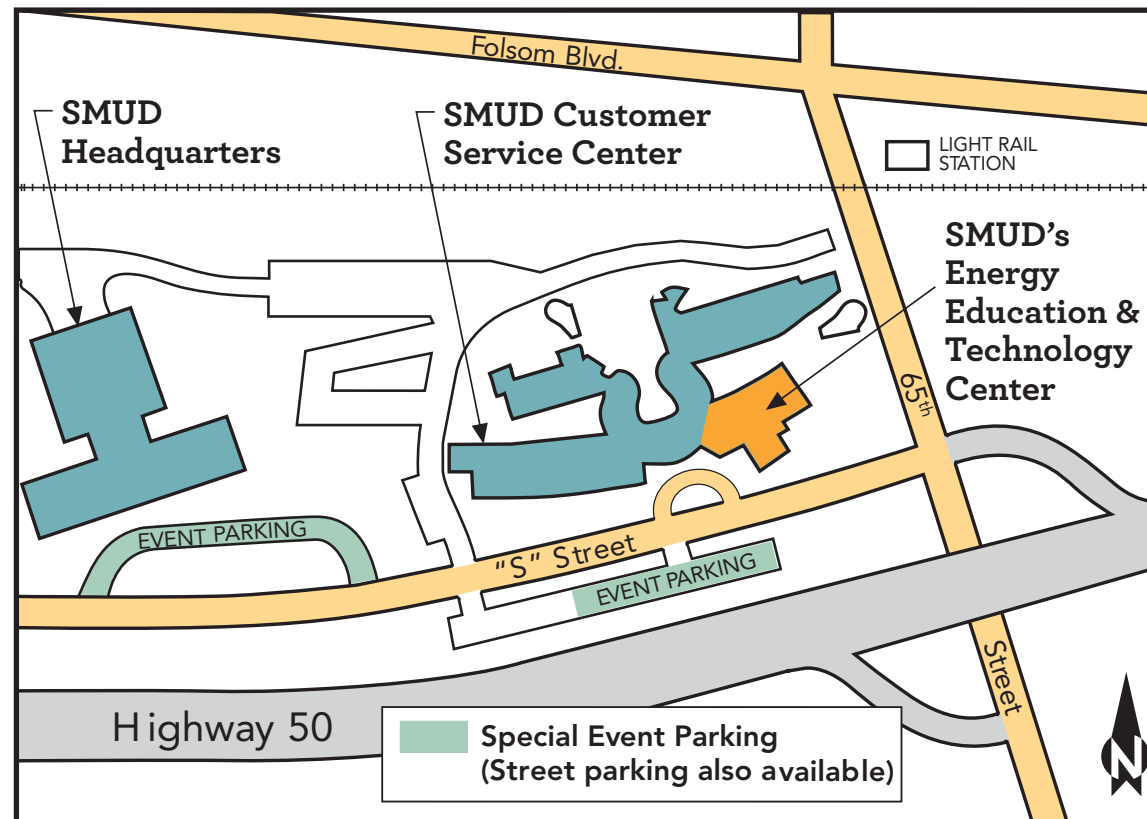 Folsom Blvd.
SMUD
Headquarters
SMUD Customer
Service Center
LIGHT RAIL
STATION
SMUD's
Energy
Education &
Technology
Center
65th
EVENT PARKING
"S" Street
EVENT PARKING
Street
Highway 50
Special Event Parking
(Street parking also available)
N